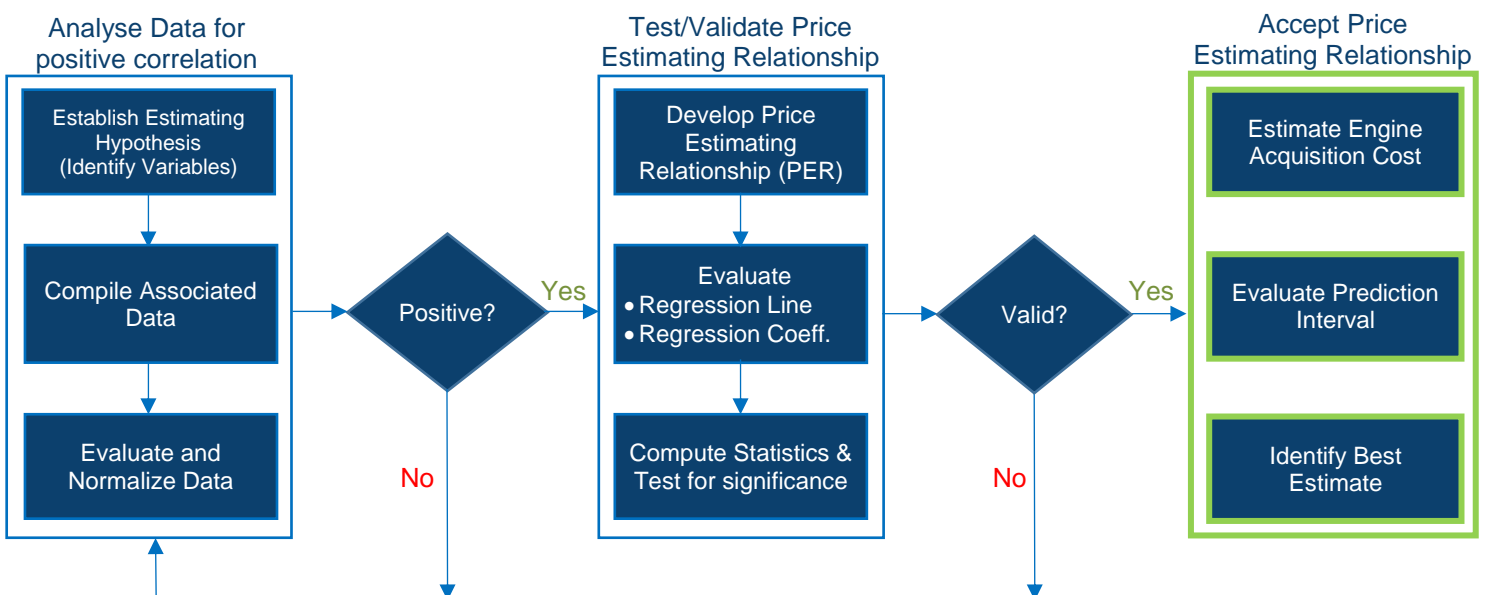 Analyse Data for
positive correlation
Establish Estimating
Hypothesis
(Identify Variables)
Compile Associated
Data
Evaluate and
Normalize Data
Positive?
Yes
No
Test/Validate Price
Estimating Relationship
Develop Price
Estimating
Relationship (PER)
Evaluate
• Regression Line
• Regression Coeff.
Compute Statistics &
Test for significance
Valid?
Yes
No
Accept Price
Estimating Relationship
Estimate Engine
Acquisition Cost
Evaluate Prediction
Interval
Identify Best
Estimate